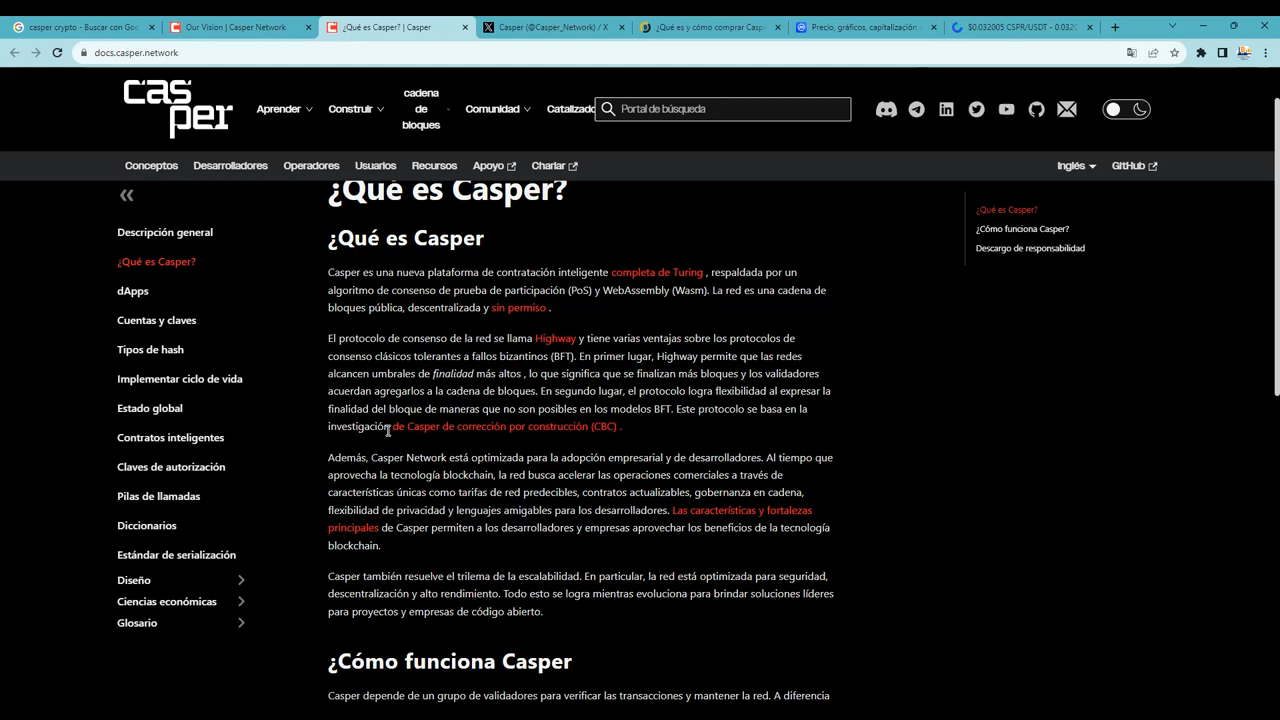 casper crypto - Buscar con Goo
Our Vision | Casper Network
¿Qué es Casper? | Casper
Casper (@Casper_Network) / X
¿Qué es y cómo comprar Caspe
Precio, gráficos, capitalización
$0.032005 CSPR/USDT - 0.032
docs.casper.network
casper
Aprender
Construir
cadena
de
bloques
Comunidad
Catalizado
Portal de búsqueda
Conceptos
Desarrolladores
Operadores
Usuarios
Recursos
Apoyo
Charlar
Inglés
GitHub
¿Qué es Casper?
Descripción general
¿Qué es Casper?
dApps
Cuentas y claves
Tipos de hash
Implementar ciclo de vida
Estado global
Contratos inteligentes
Claves de autorización
Pilas de llamadas
Diccionarios
Estándar de serialización
Diseño
Ciencias económicas
Glosario
¿Qué es Casper
Casper es una nueva plataforma de contratación inteligente completa de Turing , respaldada por un
algoritmo de consenso de prueba de participación (PoS) y WebAssembly (Wasm). La red es una cadena de
bloques pública, descentralizada y sin permiso .
El protocolo de consenso de la red se llama Highway y tiene varias ventajas sobre los protocolos de
consenso clásicos tolerantes a fallos bizantinos (BFT). En primer lugar, Highway permite que las redes
alcancen umbrales de finalidad más altos , lo que significa que se finalizan más bloques y los validadores
acuerdan agregarlos a la cadena de bloques. En segundo lugar, el protocolo logra flexibilidad al expresar la
finalidad del bloque de maneras que no son posibles en los modelos BFT. Este protocolo se basa en la
investigación de Casper de corrección por construcción (CBC) .
Además, Casper Network está optimizada para la adopción empresarial y de desarrolladores. Al tiempo que
aprovecha la tecnología blockchain, la red busca acelerar las operaciones comerciales a través de
características únicas como tarifas de red predecibles, contratos actualizables, gobernanza en cadena,
flexibilidad de privacidad y lenguajes amigables para los desarrolladores. Las características y fortalezas
principales de Casper permiten a los desarrolladores y empresas aprovechar los beneficios de la tecnología
blockchain.
Casper también resuelve el trilema de la escalabilidad. En particular, la red está optimizada para seguridad,
descentralización y alto rendimiento. Todo esto se logra mientras evoluciona para brindar soluciones líderes
para proyectos y empresas de código abierto.
¿Cómo funciona Casper
Casper depende de un grupo de validadores para verificar las transacciones y mantener la red. A diferencia
¿Qué es Casper?
¿Cómo funciona Casper?
Descargo de responsabilidad